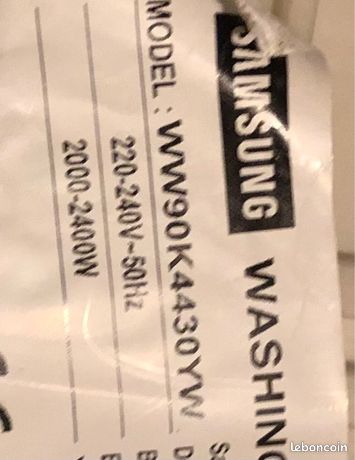 SAMSUNG WASHING
MODEL : WW90K4430YW
220-240V~50Hz
2000-2400W
leboncoin